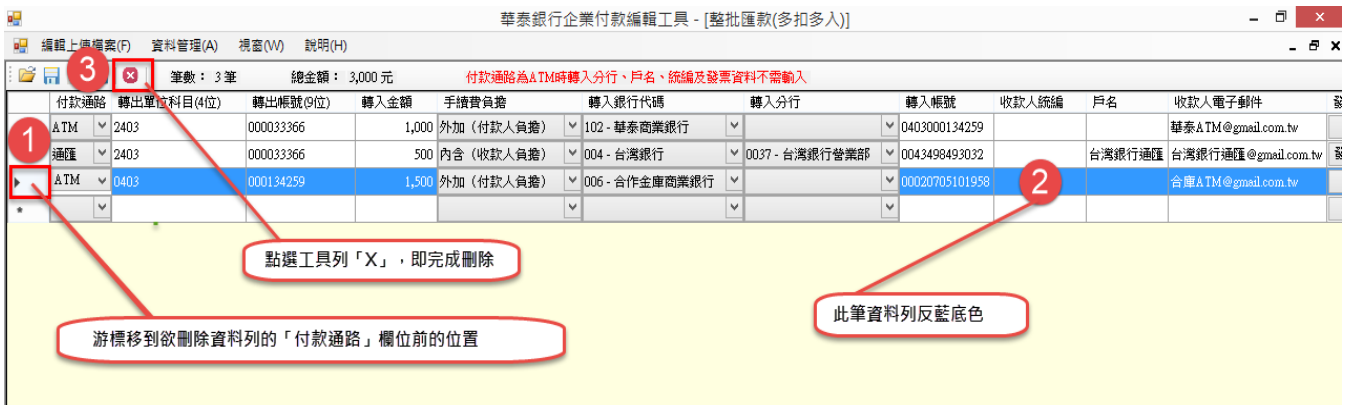 華泰銀行企業付款編輯工具 - [整批匯款(多扣多入)]
編輯上傳檔案(F) 資料管理(A) 視窗(W) 說明(H)
3 筆數： 3 筆 總金額： 3,000 元 付款通路為ATM時轉入分行、戶名、統編及發票資料不需輸入
付款通路 轉出單位科目(4位) 轉出帳號(9位) 轉入金額 手續費負擔 轉入銀行代碼 轉入分行 轉入帳號 收款人統編 戶名 收款人電子郵件
ATM 2403 000033366 1,000 外加（付款人負擔） 102 - 華泰商業銀行 0403000134259 華泰ATM@gmail.com.tw
1 通匯 2403 000033366 500 內含（收款人負擔） 004 - 台灣銀行 0037 - 台灣銀行營業部 0043498493032 台灣銀行通匯 台灣銀行通匯@gmail.com.tw
ATM 0403 000134259 1,500 外加（付款人負擔） 006 - 合作金庫商業銀行 00020705101958 2 合庫ATM@gmail.com.tw
點選工具列「X」，即完成刪除
此筆資料列反藍底色
游標移到欲刪除資料列的「付款通路」欄位前的位置